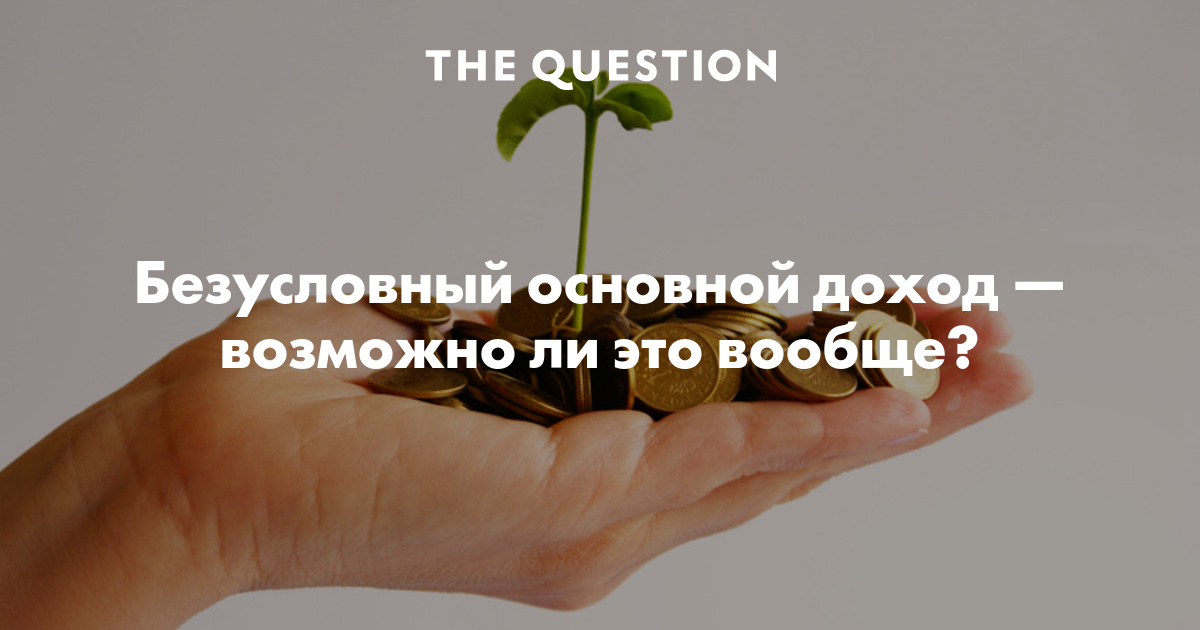 THE QUESTION
Безусловный основной доход —
возможно ли это вообще?